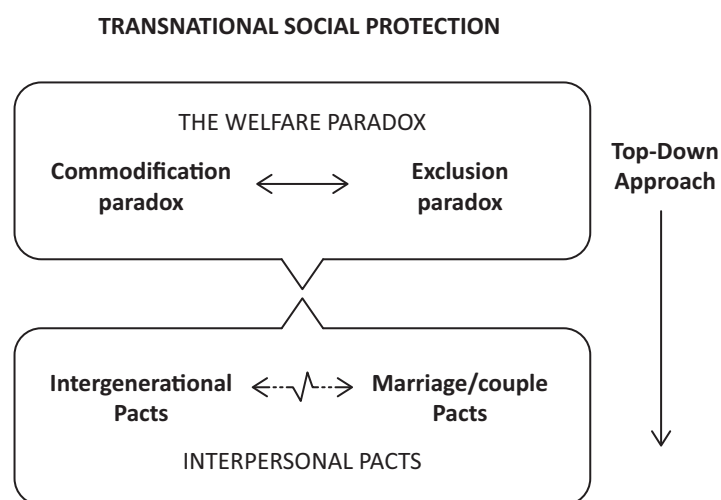 TRANSNATIONAL SOCIAL PROTECTION
THE WELFARE PARADOX
Commodification
paradox
Exclusion
paradox
Top-Down
Approach
Intergenerational
Pacts
Marriage/couple
Pacts
INTERPERSONAL PACTS